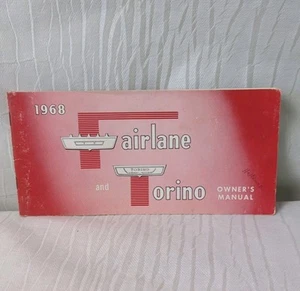 1968
Fairlane
and
Torino
OWNER'S
MANUAL